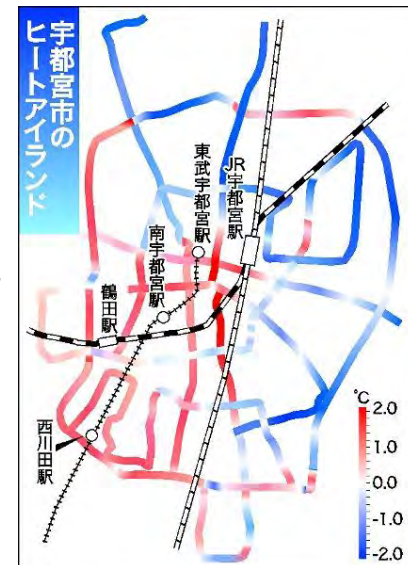 宇都宮市の
ヒートアイランド
JR宇都宮駅
東武宇都宮駅
南宇都宮駅
鶴田駅
西川田駅
℃
2.0
1.0
0.0
-1.0
-2.0